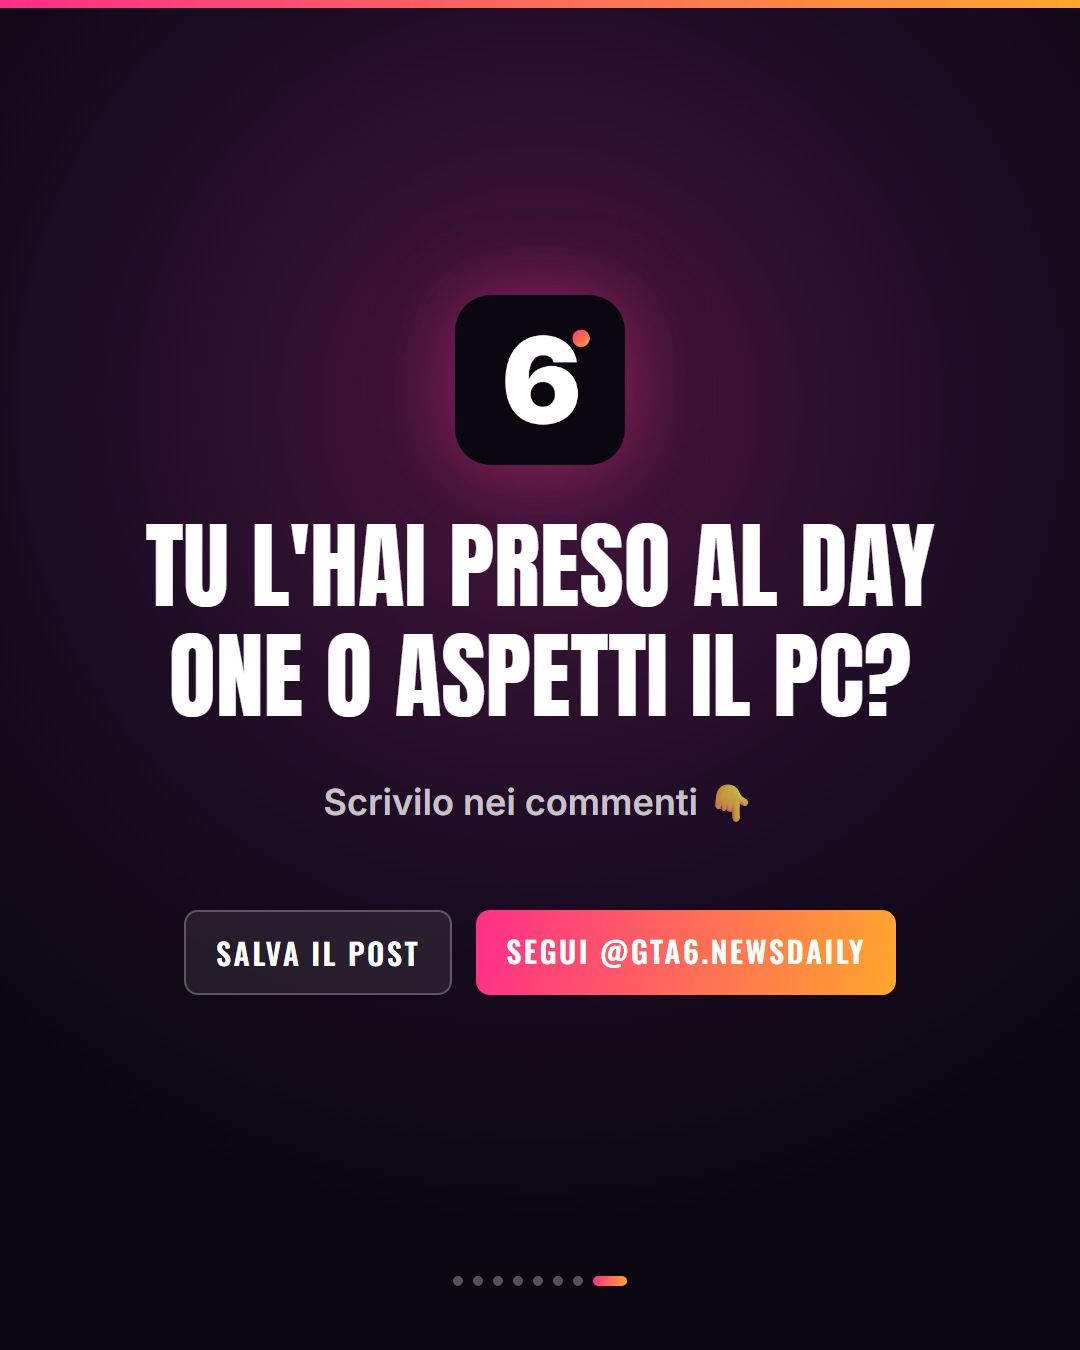 6
TU L'HAI PRESO AL DAY
ONE O ASPETTI IL PC?
Scrivilo nei commenti 👇
SALVA IL POST
SEGUI @GTA6.NEWSDAILY